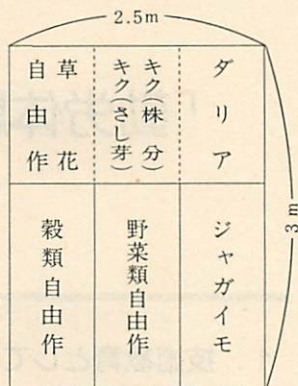 2.5m
ダリア
キク(株分)
キク(さし芽)
草花
自由作
3m
ジャガイモ
野菜類自由作
穀類自由作